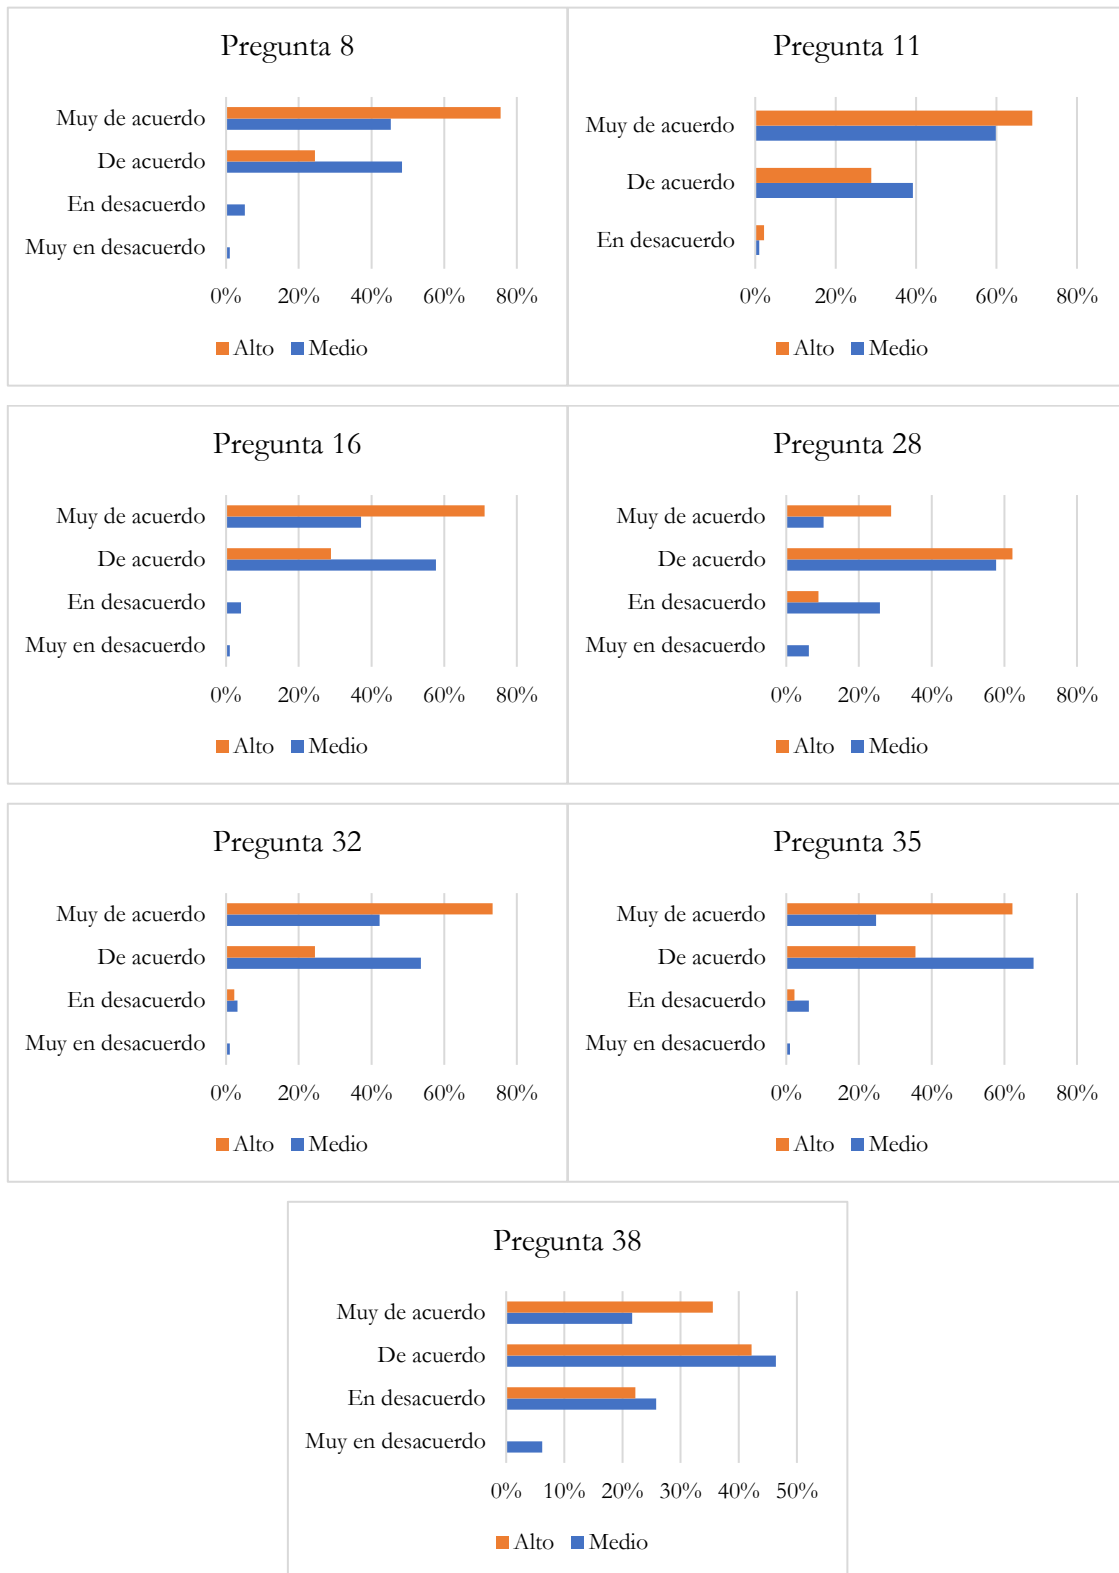 Pregunta 8
Muy de acuerdo
De acuerdo
En desacuerdo
Muy en desacuerdo
0% 20% 40% 60% 80%
Alto Medio
Pregunta 11
Muy de acuerdo
De acuerdo
En desacuerdo
0% 20% 40% 60% 80%
Alto Medio
Pregunta 16
Muy de acuerdo
De acuerdo
En desacuerdo
Muy en desacuerdo
0% 20% 40% 60% 80%
Alto Medio
Pregunta 28
Muy de acuerdo
De acuerdo
En desacuerdo
Muy en desacuerdo
0% 20% 40% 60% 80%
Alto Medio
Pregunta 32
Muy de acuerdo
De acuerdo
En desacuerdo
Muy en desacuerdo
0% 20% 40% 60% 80%
Alto Medio
Pregunta 35
Muy de acuerdo
De acuerdo
En desacuerdo
Muy en desacuerdo
0% 20% 40% 60% 80%
Alto Medio
Pregunta 38
Muy de acuerdo
De acuerdo
En desacuerdo
Muy en desacuerdo
0% 10% 20% 30% 40% 50%
Alto Medio